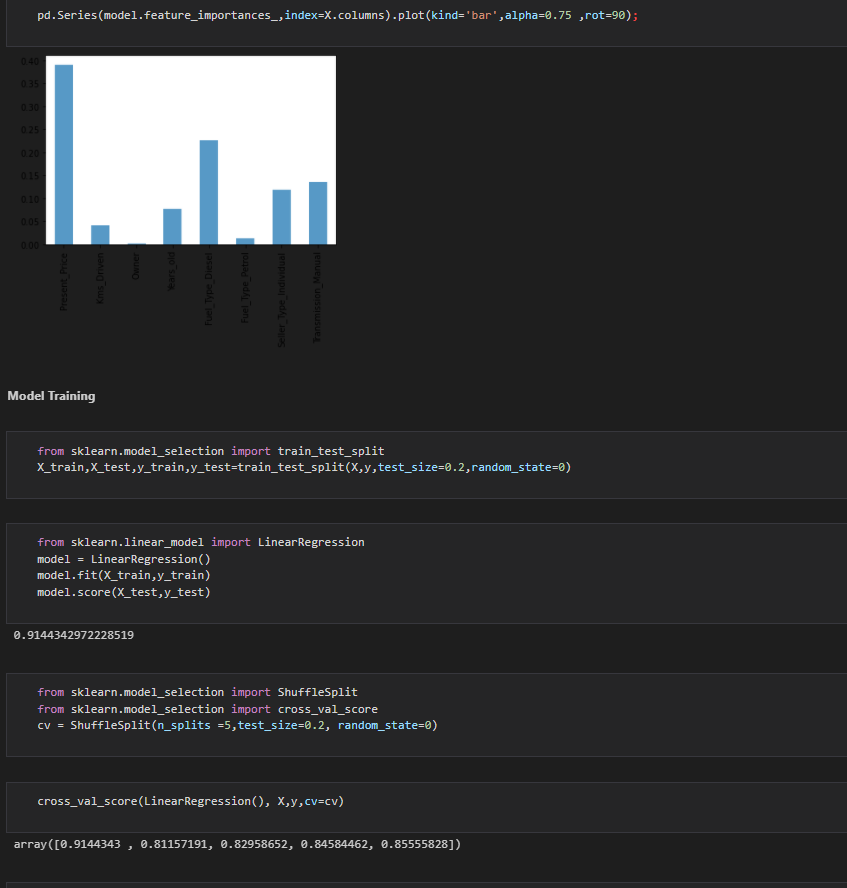 pd.Series(model.feature_importances_,index=X.columns).plot(kind='bar',alpha=0.75 ,rot=90);
0.40
0.35
0.30
0.25
0.20
0.15
0.10
0.05
0.00
Present_Price
Kms_Driven
Owner
Years_old
Fuel_Type_Diesel
Fuel_Type_Petrol
Seller_Type_Individual
Transmission_Manual
Model Training
from sklearn.model_selection import train_test_split
X_train,X_test,y_train,y_test=train_test_split(X,y,test_size=0.2,random_state=0)
from sklearn.linear_model import LinearRegression
model = LinearRegression()
model.fit(X_train,y_train)
model.score(X_test,y_test)
0.9144342972228519
from sklearn.model_selection import ShuffleSplit
from sklearn.model_selection import cross_val_score
cv = ShuffleSplit(n_splits =5,test_size=0.2, random_state=0)
cross_val_score(LinearRegression(), X,y,cv=cv)
array([0.9144343 , 0.81157191, 0.82958652, 0.84584462, 0.85555828])